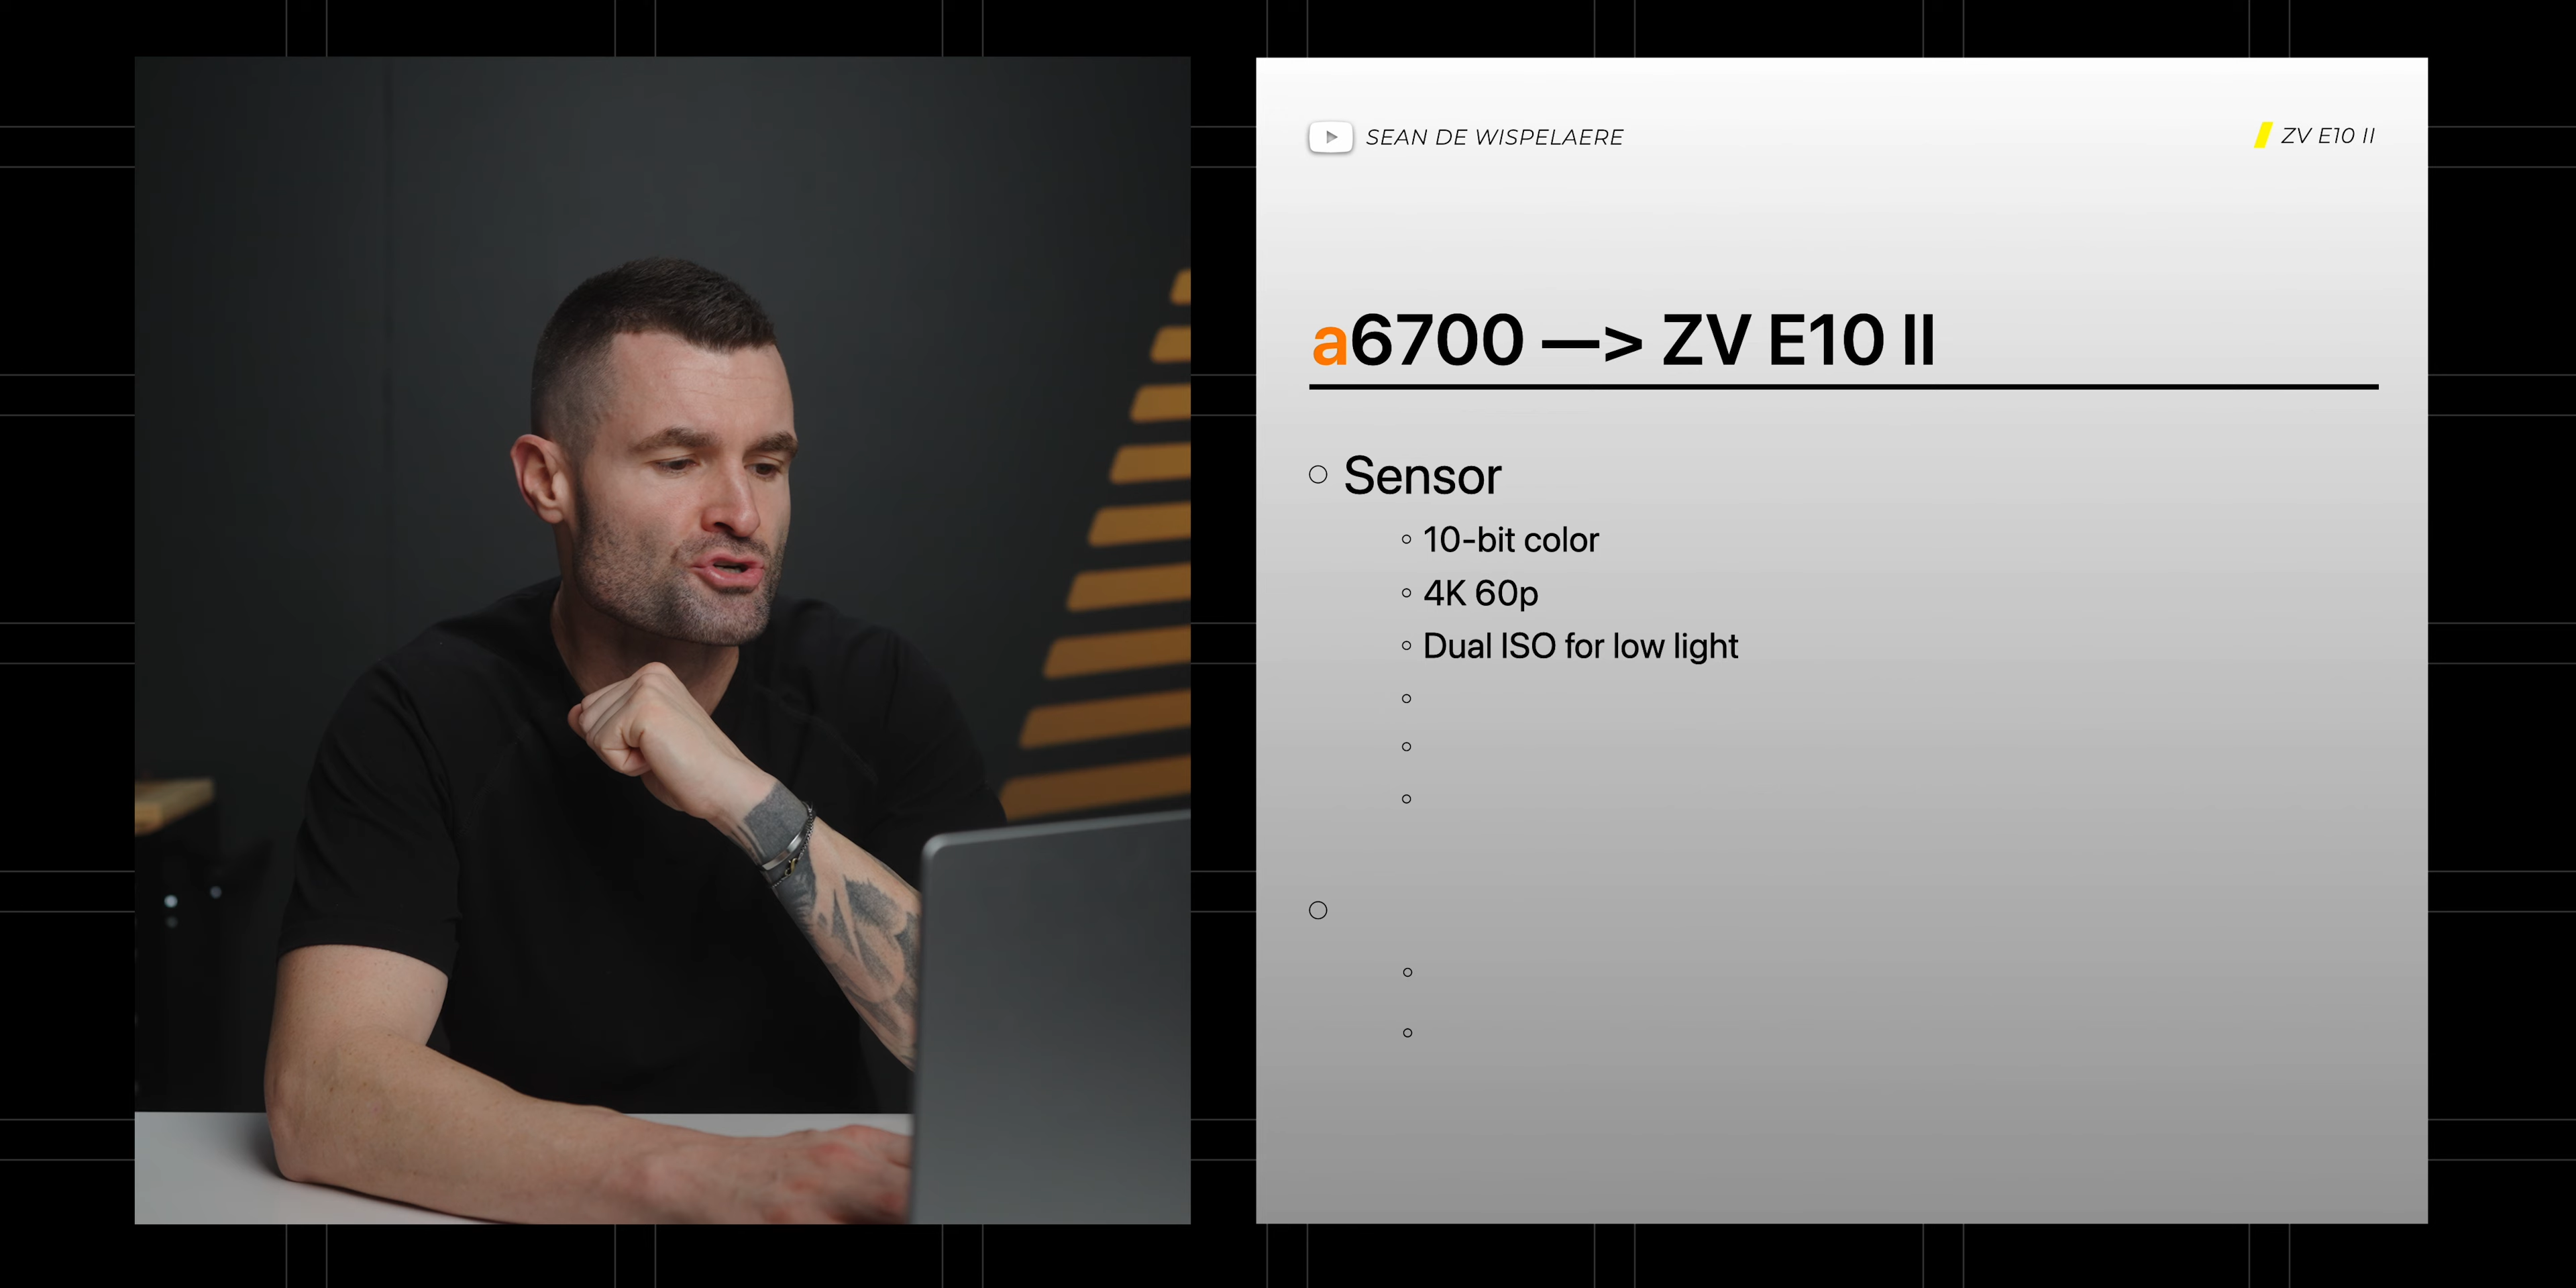 SEAN DE WISPELAERE
ZV E10 II
a6700 —> ZV E10 II
Sensor
10-bit color
4K 60p
Dual ISO for low light